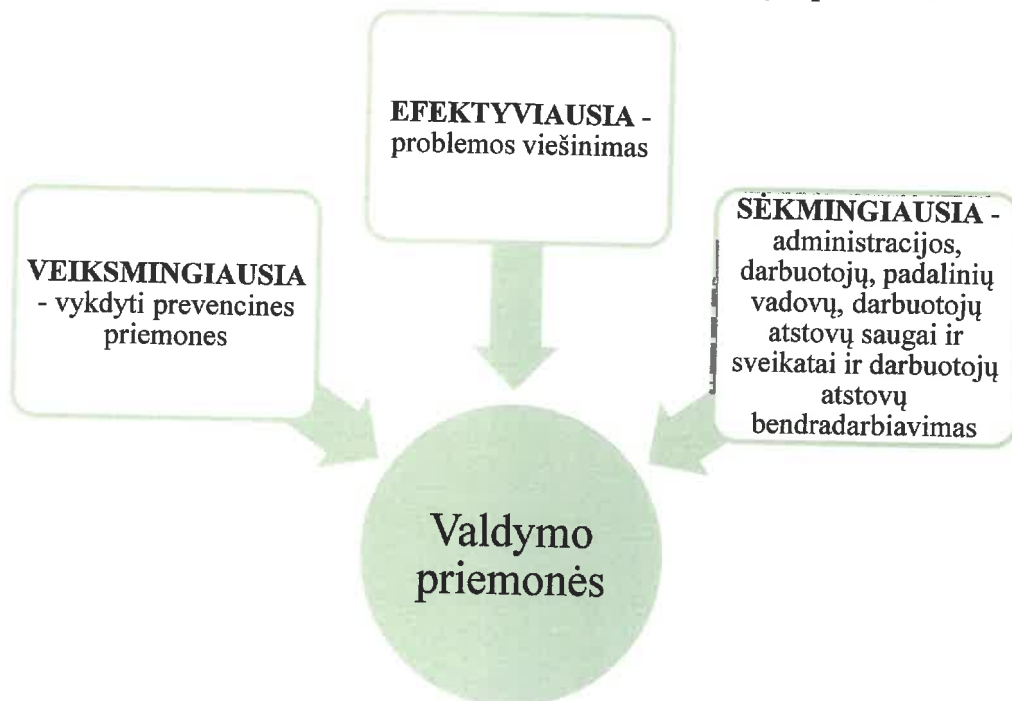 EFEKTYVIAUSIA -
problemos viešinimas
VEIKSMINGIAUSIA
- vykdyti prevencines
priemones
SĖKMINGIAUSIA -
administracijos,
darbuotojų, padalinių
vadovų, darbuotojų
atstovų saugai ir
sveikatai ir darbuotojų
atstovų
bendradarbiavimas
Valdymo
priemonės